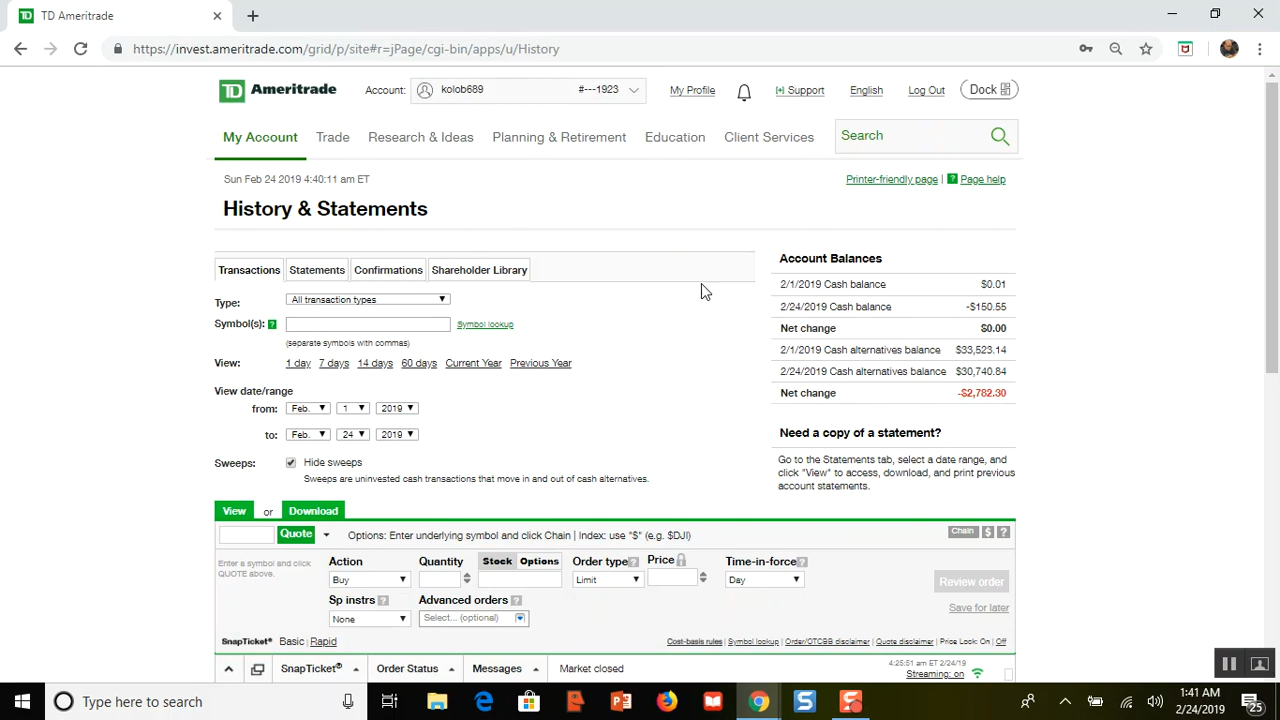 TD Ameritrade
https://invest.ameritrade.com/grid/p/site#r=jPage/cgi-bin/apps/u/History
TD Ameritrade Account: kolob689 #---1923 My Profile [+] Support English Log Out Dock
My Account Trade Research & Ideas Planning & Retirement Education Client Services Search
Sun Feb 24 2019 4:40:11 am ET Printer-friendly page | ? Page help
History & Statements
Transactions Statements Confirmations Shareholder Library
Type: All transaction types
Symbol(s): ? Symbol lookup
(separate symbols with commas)
View: 1 day 7 days 14 days 60 days Current Year Previous Year
View date/range
from: Feb. 1 2019
to: Feb. 24 2019
Sweeps: Hide sweeps
Sweeps are uninvested cash transactions that move in and out of cash alternatives.
View or Download
Account Balances
2/1/2019 Cash balance $0.01
2/24/2019 Cash balance -$150.55
Net change $0.00
2/1/2019 Cash alternatives balance $33,523.14
2/24/2019 Cash alternatives balance $30,740.84
Net change -$2,782.30
Need a copy of a statement?
Go to the Statements tab, select a date range, and
click "View" to access, download, and print previous
account statements.
Quote Options: Enter underlying symbol and click Chain | Index: use "$" (e.g. $DJI) Chain $ ?
Enter a symbol and click
QUOTE above.
Action Quantity Stock Options Order type ? Price Time-in-force ?
Buy Limit Day Review order
Sp instrs ? Advanced orders ? Save for later
None Select... (optional)
SnapTicket® Basic | Rapid Cost-basis rules | Symbol lookup | Order/OTCBB disclaimer | Quote disclaimer | Price Lock: On | Off
SnapTicket® Order Status Messages Market closed 4:25:51 am ET 2/24/19
Streaming: on
Type here to search 1:41 AM
2/24/2019 25